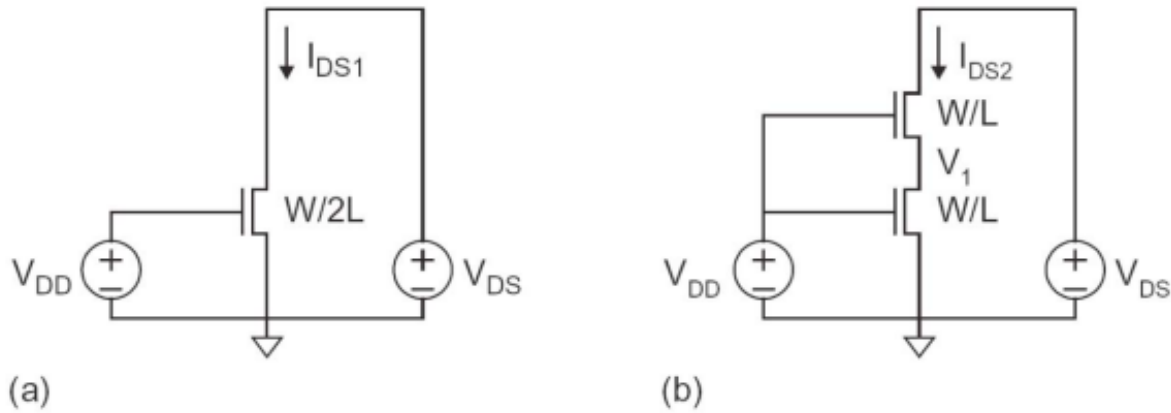 I_DS1
W/2L
V_DD
+
−
+
−
V_DS
(a)
I_DS2
W/L
V_1
W/L
V_DD
+
−
+
−
V_DS
(b)